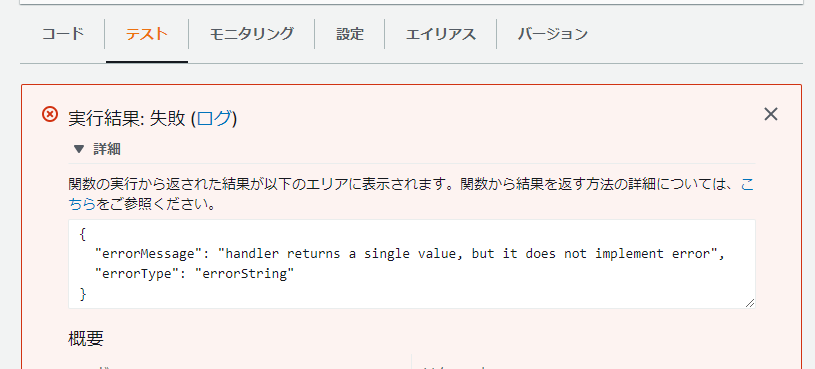 コード テスト モニタリング 設定 エイリアス バージョン
実行結果: 失敗 (ログ)
▼ 詳細
関数の実行から返された結果が以下のエリアに表示されます。関数から結果を返す方法の詳細については、こ
ちらをご参照ください。
{
"errorMessage": "handler returns a single value, but it does not implement error",
"errorType": "errorString"
}
概要